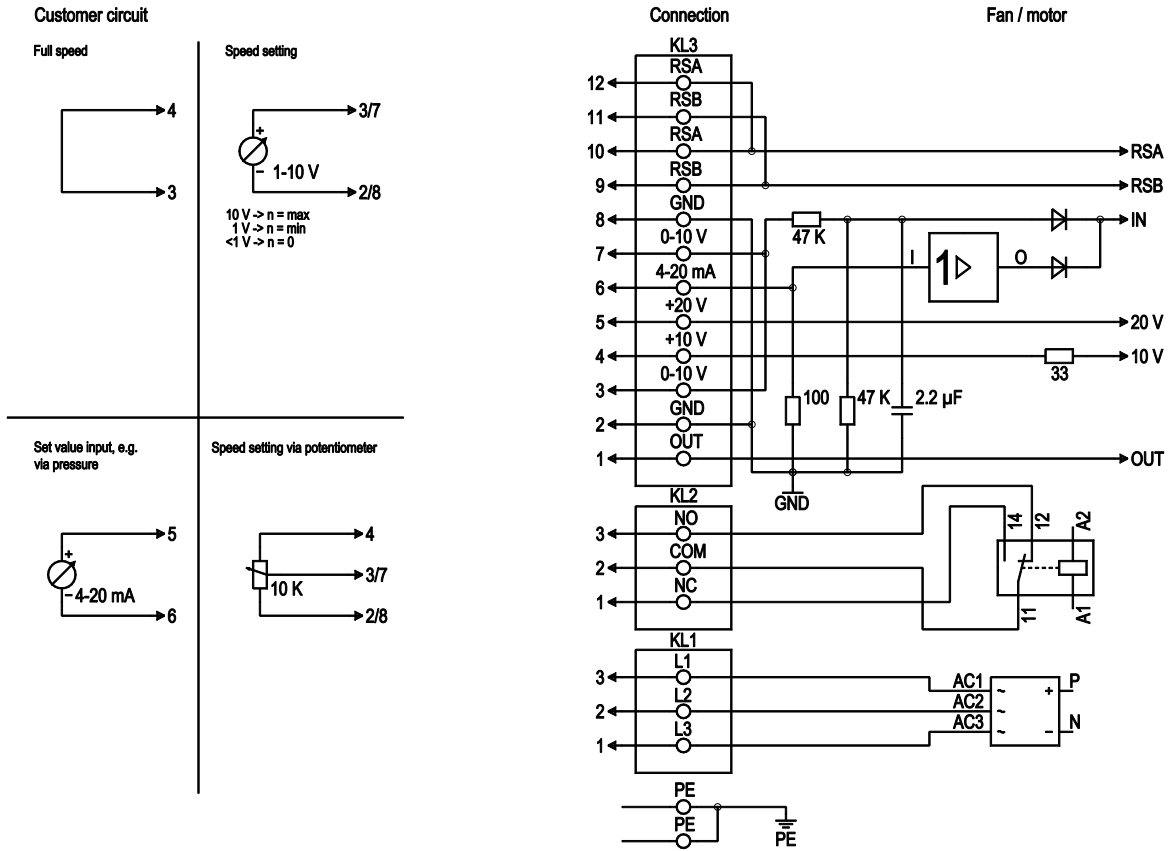 Customer circuit
Full speed
4
3
Speed setting
3/7
+
1-10 V
−
2/8
10 V -> n = max
1 V -> n = min
<1 V -> n = 0
Set value input, e.g.
via pressure
5
+
−
4-20 mA
6
Speed setting via potentiometer
4
3/7
10 K
2/8
Connection
Fan / motor
KL3
RSA
12
RSB
11
RSA
10
RSA
RSB
9
RSB
GND
8
IN
0-10 V
7
47 K
I
1
O
4-20 mA
6
+20 V
5
20 V
+10 V
4
10 V
33
0-10 V
3
100
47 K
2.2 µF
GND
2
OUT
1
OUT
GND
KL2
NO
3
COM
2
NC
1
14
12
A2
11
A1
KL1
L1
3
L2
2
L3
1
AC1
~
+
P
AC2
~
AC3
~
−
N
PE
PE
PE